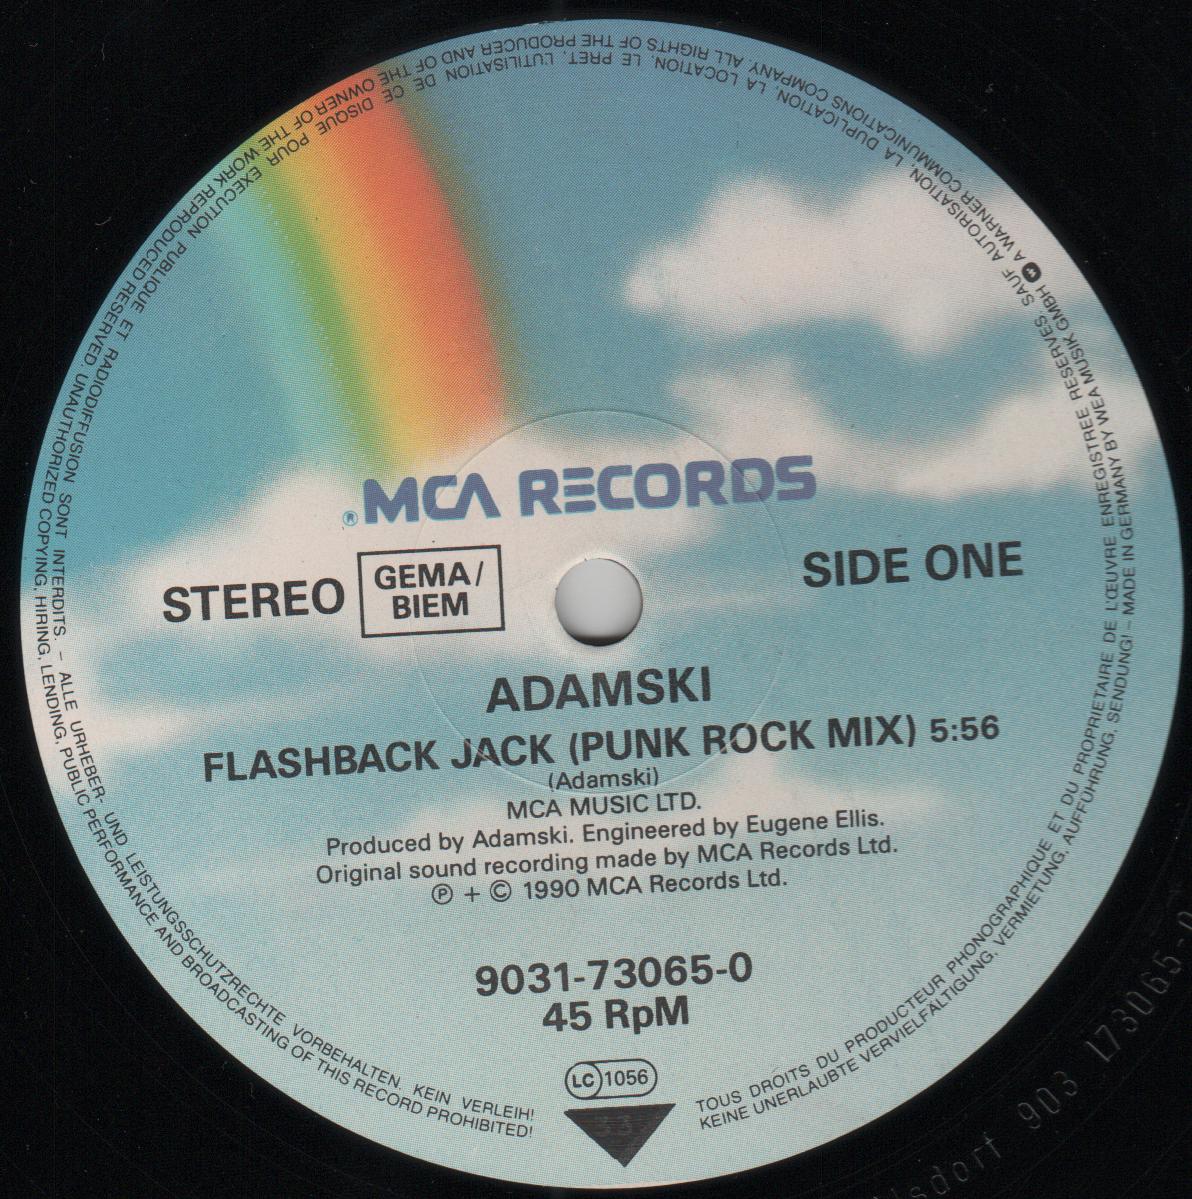 ® MCA RECORDS
STEREO
GEMA/
BIEM
SIDE ONE
ADAMSKI
FLASHBACK JACK (PUNK ROCK MIX) 5:56
(Adamski)
MCA MUSIC LTD.
Produced by Adamski. Engineered by Eugene Ellis.
Original sound recording made by MCA Records Ltd.
Ⓟ + © 1990 MCA Records Ltd.
9031-73065-0
45 RpM
LC 1056
33
TOUS DROITS DU PRODUCTEUR PHONOGRAPHIQUE ET DU PROPRIETAIRE DE L'ŒUVRE ENREGISTREE RESERVES. SAUF AUTORISATION, LA DUPLICATION, LA LOCATION, LE PRET, L'UTILISATION DE CE DISQUE POUR EXECUTION PUBLIQUE ET RADIODIFFUSION SONT INTERDITS. – ALLE URHEBER- UND LEISTUNGSSCHUTZRECHTE VORBEHALTEN. KEIN VERLEIH!
KEINE UNERLAUBTE VERVIELFÄLTIGUNG, VERMIETUNG, AUFFÜHRUNG, SENDUNG! – MADE IN GERMANY BY WEA MUSIK GMBH A WARNER COMMUNICATIONS COMPANY. ALL RIGHTS OF THE PRODUCER AND OF THE OWNER OF THE WORK REPRODUCED RESERVED. UNAUTHORIZED COPYING, HIRING, LENDING, PUBLIC PERFORMANCE AND BROADCASTING OF THIS RECORD PROHIBITED!
903 173065-0